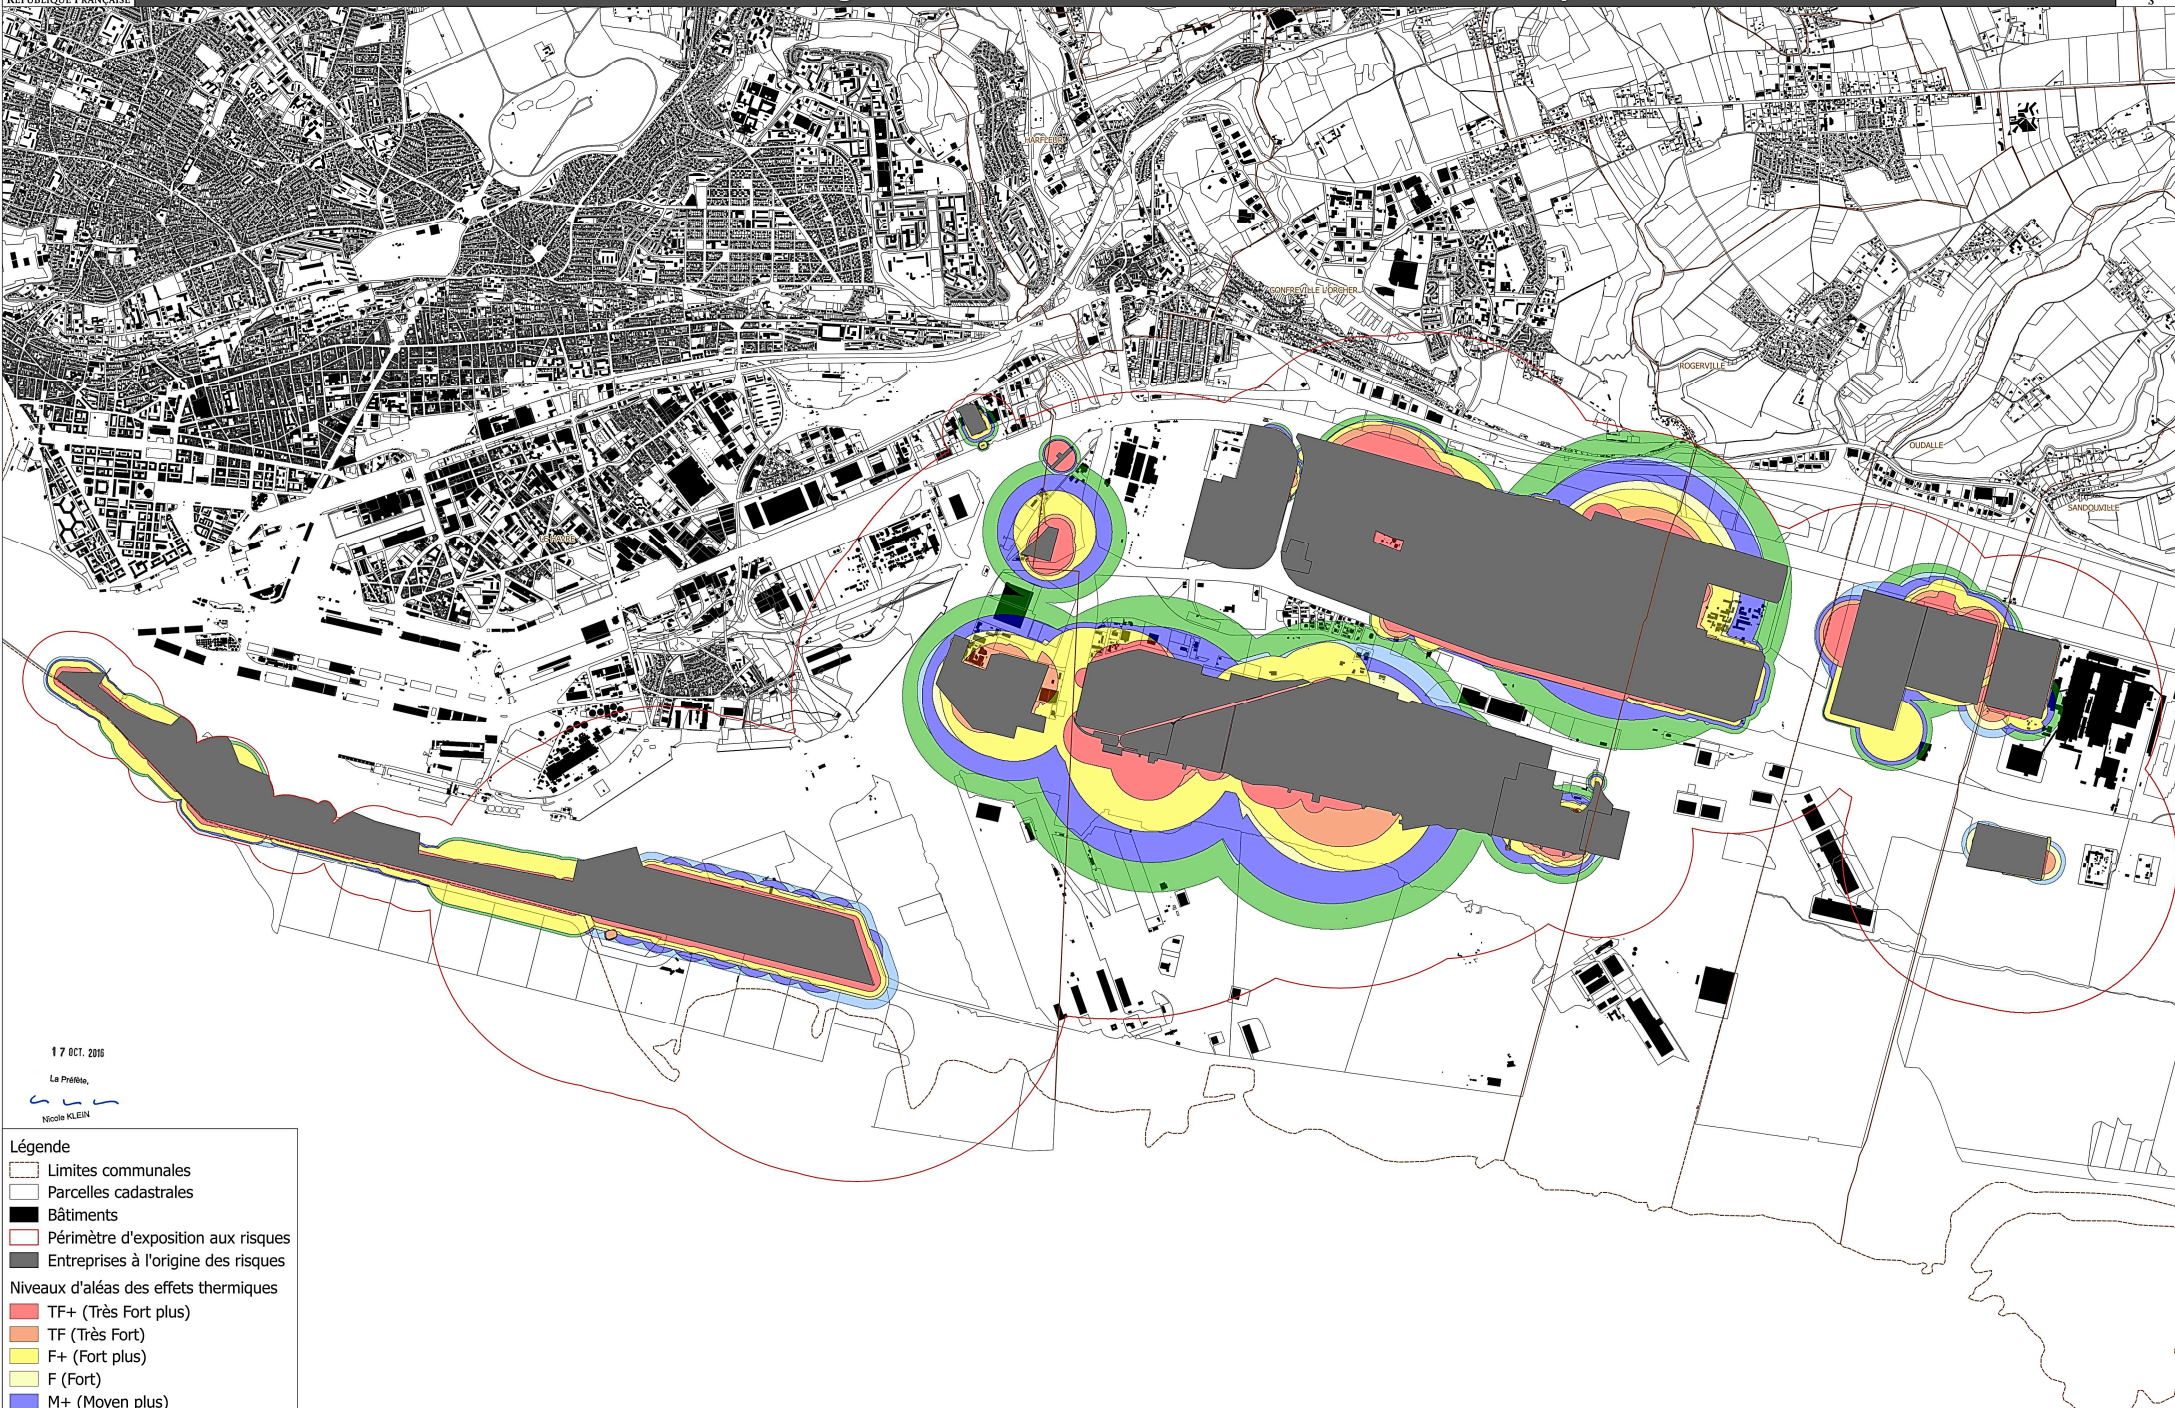 RÉPUBLIQUE FRANÇAISE
HARFLEUR
GONFREVILLE L'ORCHER
ROGERVILLE
OUDALLE
SANDOUVILLE
LE HAVRE
17 OCT. 2016
La Préfète,
Nicole KLEIN
Légende
Limites communales
Parcelles cadastrales
Bâtiments
Périmètre d'exposition aux risques
Entreprises à l'origine des risques
Niveaux d'aléas des effets thermiques
TF+ (Très Fort plus)
TF (Très Fort)
F+ (Fort plus)
F (Fort)
M+ (Moyen plus)